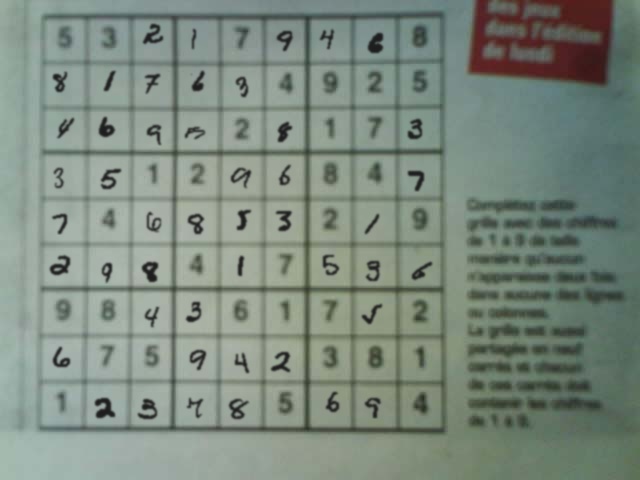 des jeux
dans l'édition
de lundi
5 3 2 1 7 9 4 6 8
8 1 7 6 3 4 9 2 5
4 6 9 5 2 8 1 7 3
3 5 1 2 9 6 8 4 7
7 4 6 8 5 3 2 1 9
2 9 8 4 1 7 5 3 6
9 8 4 3 6 1 7 5 2
6 7 5 9 4 2 3 8 1
1 2 3 7 8 5 6 9 4
Complétez cette
grille avec des chiffres
de 1 à 9 de telle
manière qu'aucun
n'apparaisse deux fois
dans aucune des lignes
ou colonnes.
La grille est aussi
partagée en neuf
carrés et chacun
de ces carrés doit
contenir les chiffres
de 1 à 9.